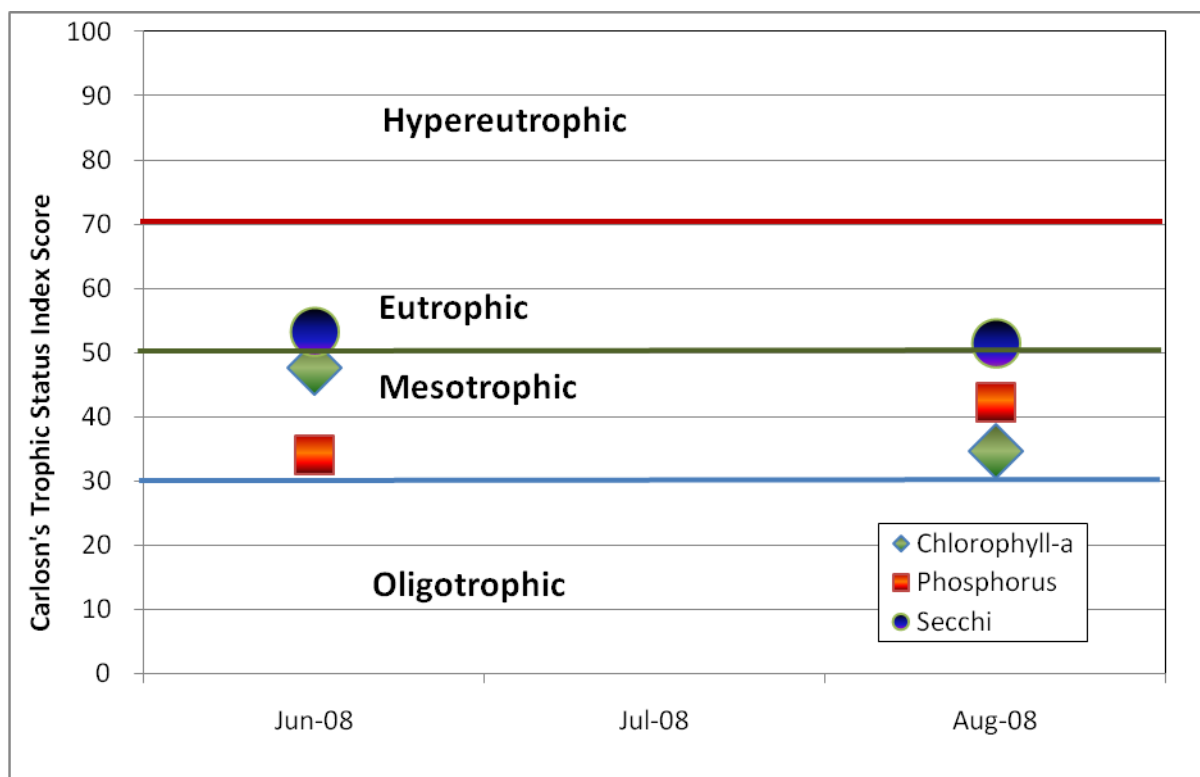 100
90
80
70
60
50
40
30
20
10
0
Carlosn's Trophic Status Index Score
Hypereutrophic
Eutrophic
Mesotrophic
Oligotrophic
Chlorophyll-a
Phosphorus
Secchi
Jun-08 Jul-08 Aug-08